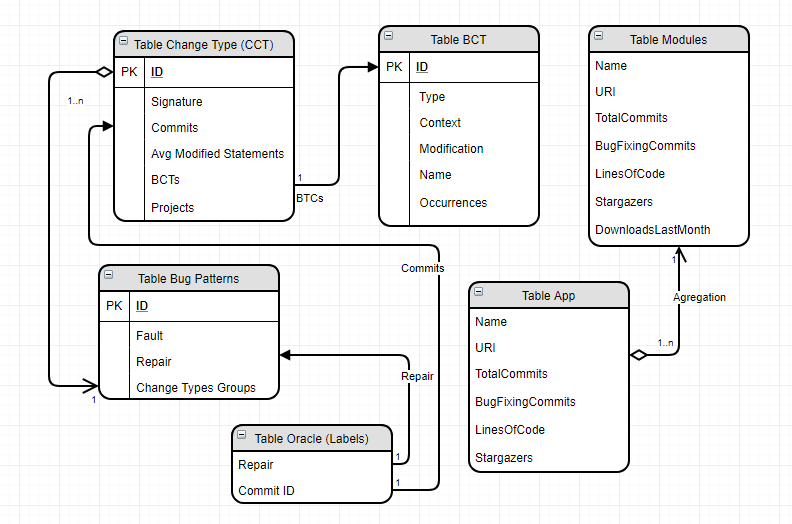 Table Change Type (CCT)
PK ID
Signature
Commits
Avg Modified Statements
BCTs
Projects
1..n
1
BTCs
Table BCT
PK ID
Type
Context
Modification
Name
Occurrences
Table Modules
Name
URI
TotalCommits
BugFixingCommits
LinesOfCode
Stargazers
DownloadsLastMonth
1
Agregation
1..n
Commits
Table Bug Patterns
PK ID
Fault
Repair
Change Types Groups
1
Repair
Table App
Name
URI
TotalCommits
BugFixingCommits
LinesOfCode
Stargazers
Table Oracle (Labels)
Repair
1
Commit ID
1